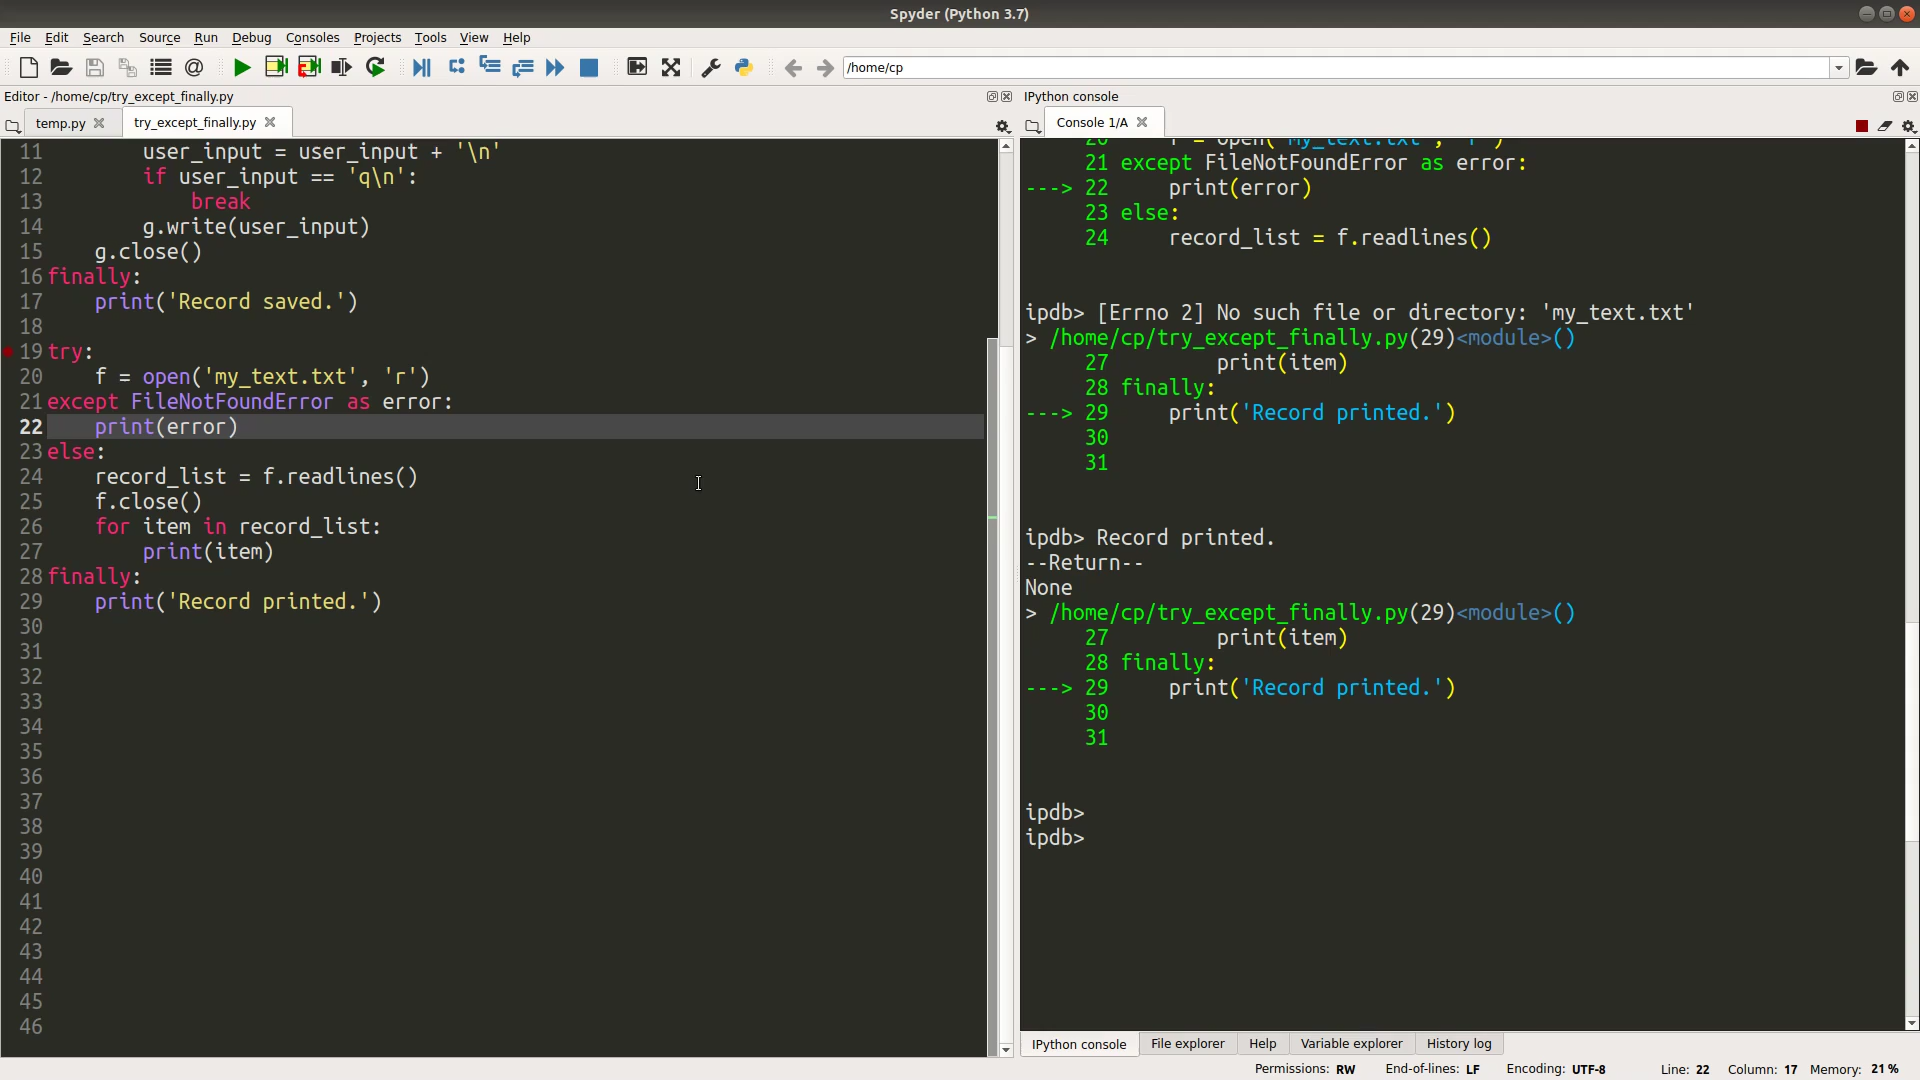 Spyder (Python 3.7)
File Edit Search Source Run Debug Consoles Projects Tools View Help
/home/cp
Editor - /home/cp/try_except_finally.py
temp.py try_except_finally.py
11 user_input = user_input + '\n'
12 if user_input == 'q\n':
13 break
14 g.write(user_input)
15 g.close()
16 finally:
17 print('Record saved.')
18
19 try:
20 f = open('my_text.txt', 'r')
21 except FileNotFoundError as error:
22 print(error)
23 else:
24 record_list = f.readlines()
25 f.close()
26 for item in record_list:
27 print(item)
28 finally:
29 print('Record printed.')
30
31
32
33
34
35
36
37
38
39
40
41
42
43
44
45
46
IPython console
Console 1/A
20 f = open('my_text.txt', 'r')
21 except FileNotFoundError as error:
---> 22 print(error)
23 else:
24 record_list = f.readlines()
ipdb> [Errno 2] No such file or directory: 'my_text.txt'
> /home/cp/try_except_finally.py(29)<module>()
27 print(item)
28 finally:
---> 29 print('Record printed.')
30
31
ipdb> Record printed.
--Return--
None
> /home/cp/try_except_finally.py(29)<module>()
27 print(item)
28 finally:
---> 29 print('Record printed.')
30
31
ipdb>
ipdb>
IPython console File explorer Help Variable explorer History log
Permissions: RW End-of-lines: LF Encoding: UTF-8 Line: 22 Column: 17 Memory: 21 %